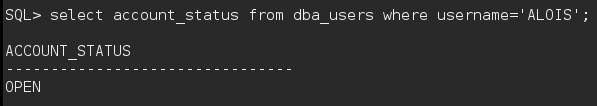 SQL> select account_status from dba_users where username='ALOIS';
ACCOUNT_STATUS
--------------------------------
OPEN